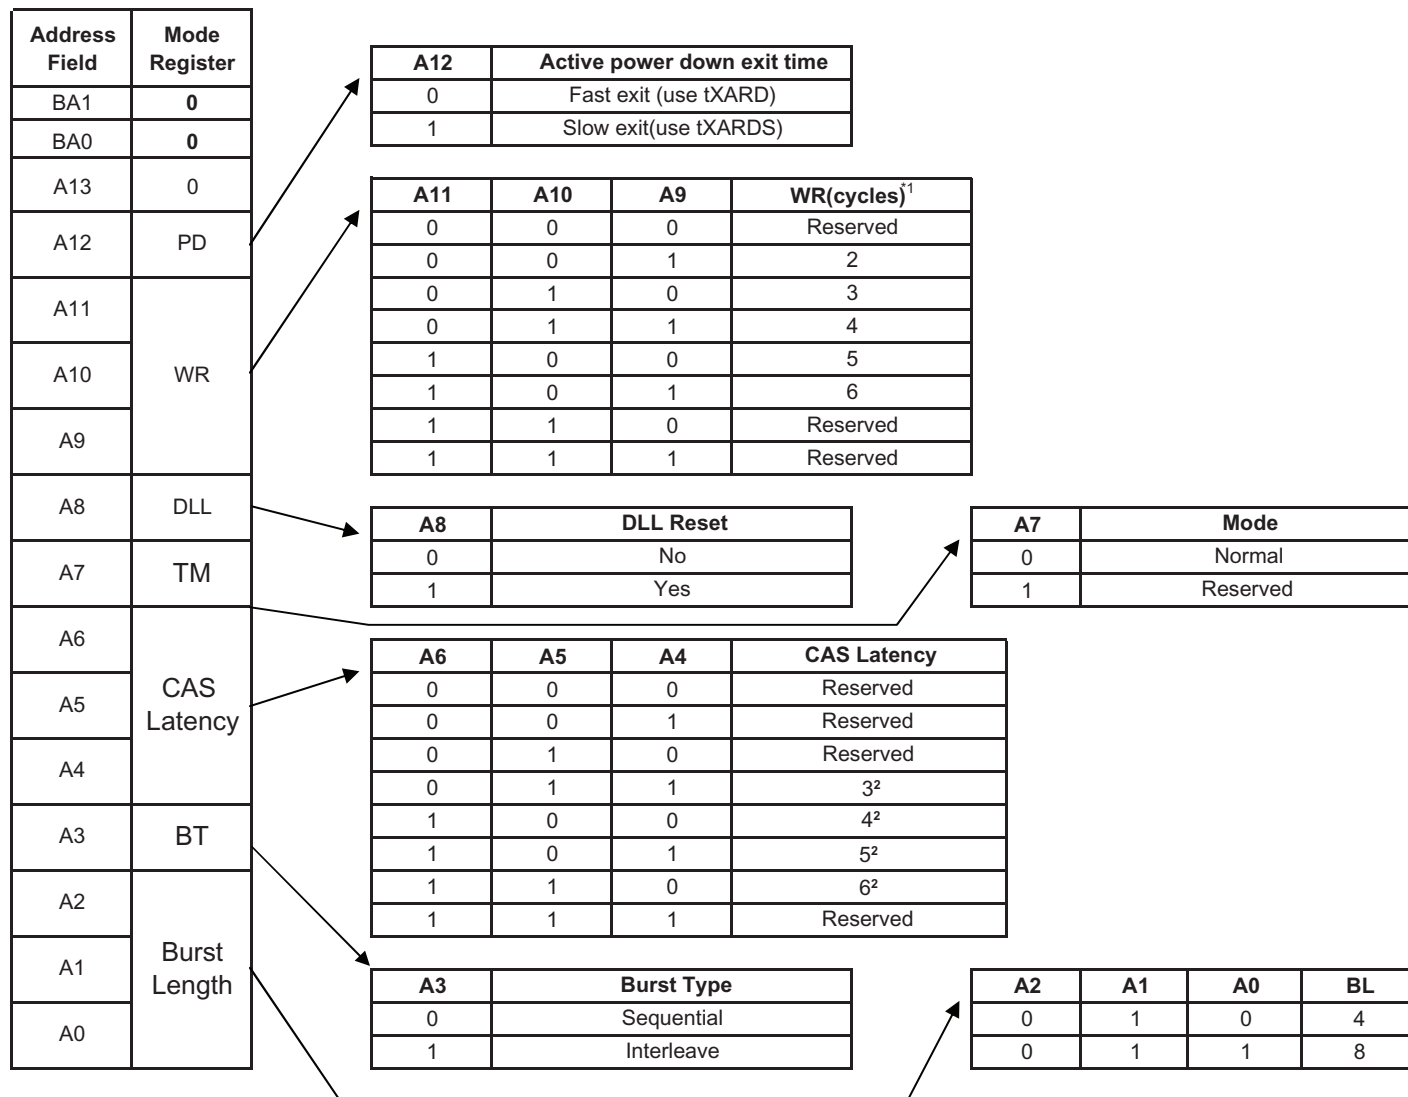 Address Field | Mode Register
BA1 | 0
BA0 | 0
A13 | 0
A12 | PD
A11
A10 | WR
A9
A8 | DLL
A7 | TM
A6
A5 | CAS Latency
A4
A3 | BT
A2
A1 | Burst Length
A0
A12 | Active power down exit time
0 | Fast exit (use tXARD)
1 | Slow exit(use tXARDS)
A11 | A10 | A9 | WR(cycles)*1
0 | 0 | 0 | Reserved
0 | 0 | 1 | 2
0 | 1 | 0 | 3
0 | 1 | 1 | 4
1 | 0 | 0 | 5
1 | 0 | 1 | 6
1 | 1 | 0 | Reserved
1 | 1 | 1 | Reserved
A8 | DLL Reset
0 | No
1 | Yes
A7 | Mode
0 | Normal
1 | Reserved
A6 | A5 | A4 | CAS Latency
0 | 0 | 0 | Reserved
0 | 0 | 1 | Reserved
0 | 1 | 0 | Reserved
0 | 1 | 1 | 3²
1 | 0 | 0 | 4²
1 | 0 | 1 | 5²
1 | 1 | 0 | 6²
1 | 1 | 1 | Reserved
A3 | Burst Type
0 | Sequential
1 | Interleave
A2 | A1 | A0 | BL
0 | 1 | 0 | 4
0 | 1 | 1 | 8